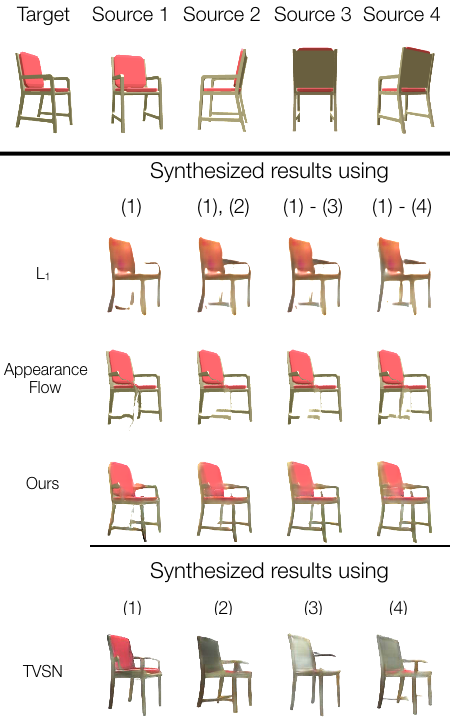 Target Source 1 Source 2 Source 3 Source 4
Synthesized results using
(1) (1), (2) (1) - (3) (1) - (4)
L1
Appearance
Flow
Ours
Synthesized results using
(1) (2) (3) (4)
TVSN